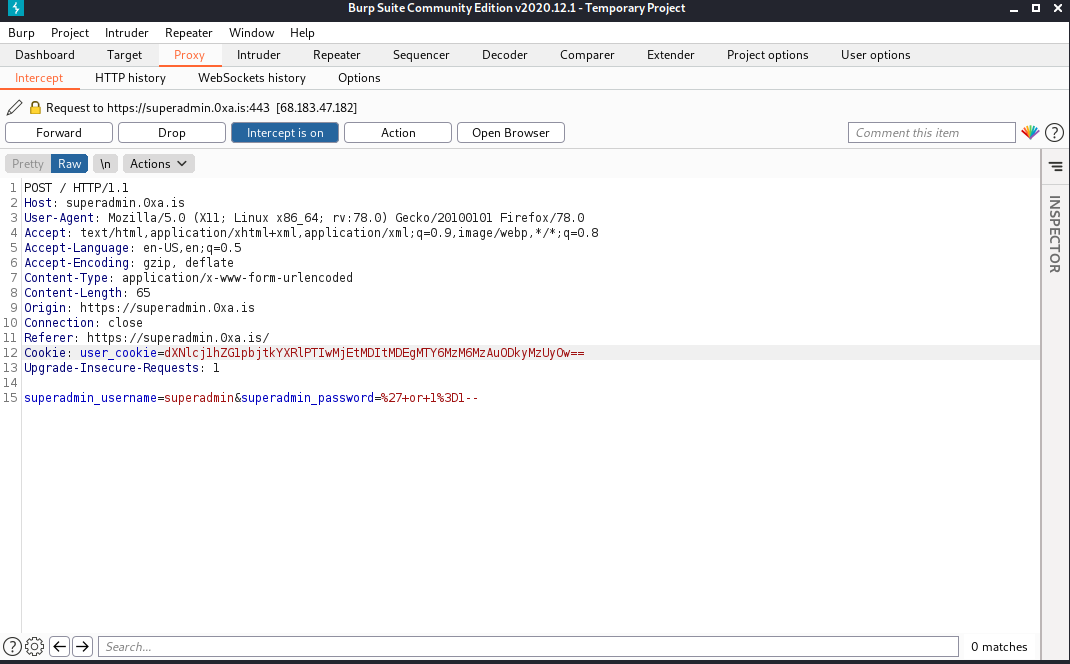 Burp Suite Community Edition v2020.12.1 - Temporary Project
Burp Project Intruder Repeater Window Help
Dashboard Target Proxy Intruder Repeater Sequencer Decoder Comparer Extender Project options User options
Intercept HTTP history WebSockets history Options
Request to https://superadmin.0xa.is:443 [68.183.47.182]
Forward Drop Intercept is on Action Open Browser Comment this item ?
Pretty Raw \n Actions
INSPECTOR
1 POST / HTTP/1.1
2 Host: superadmin.0xa.is
3 User-Agent: Mozilla/5.0 (X11; Linux x86_64; rv:78.0) Gecko/20100101 Firefox/78.0
4 Accept: text/html,application/xhtml+xml,application/xml;q=0.9,image/webp,*/*;q=0.8
5 Accept-Language: en-US,en;q=0.5
6 Accept-Encoding: gzip, deflate
7 Content-Type: application/x-www-form-urlencoded
8 Content-Length: 65
9 Origin: https://superadmin.0xa.is
10 Connection: close
11 Referer: https://superadmin.0xa.is/
12 Cookie: user_cookie=dXNlcj1hZG1pbjtkYXRlPTIwMjEtMDItMDEgMTY6MzM6MzAuODkyMzUyOw==
13 Upgrade-Insecure-Requests: 1
14
15 superadmin_username=superadmin&superadmin_password=%27+or+1%3D1--
? Search... 0 matches